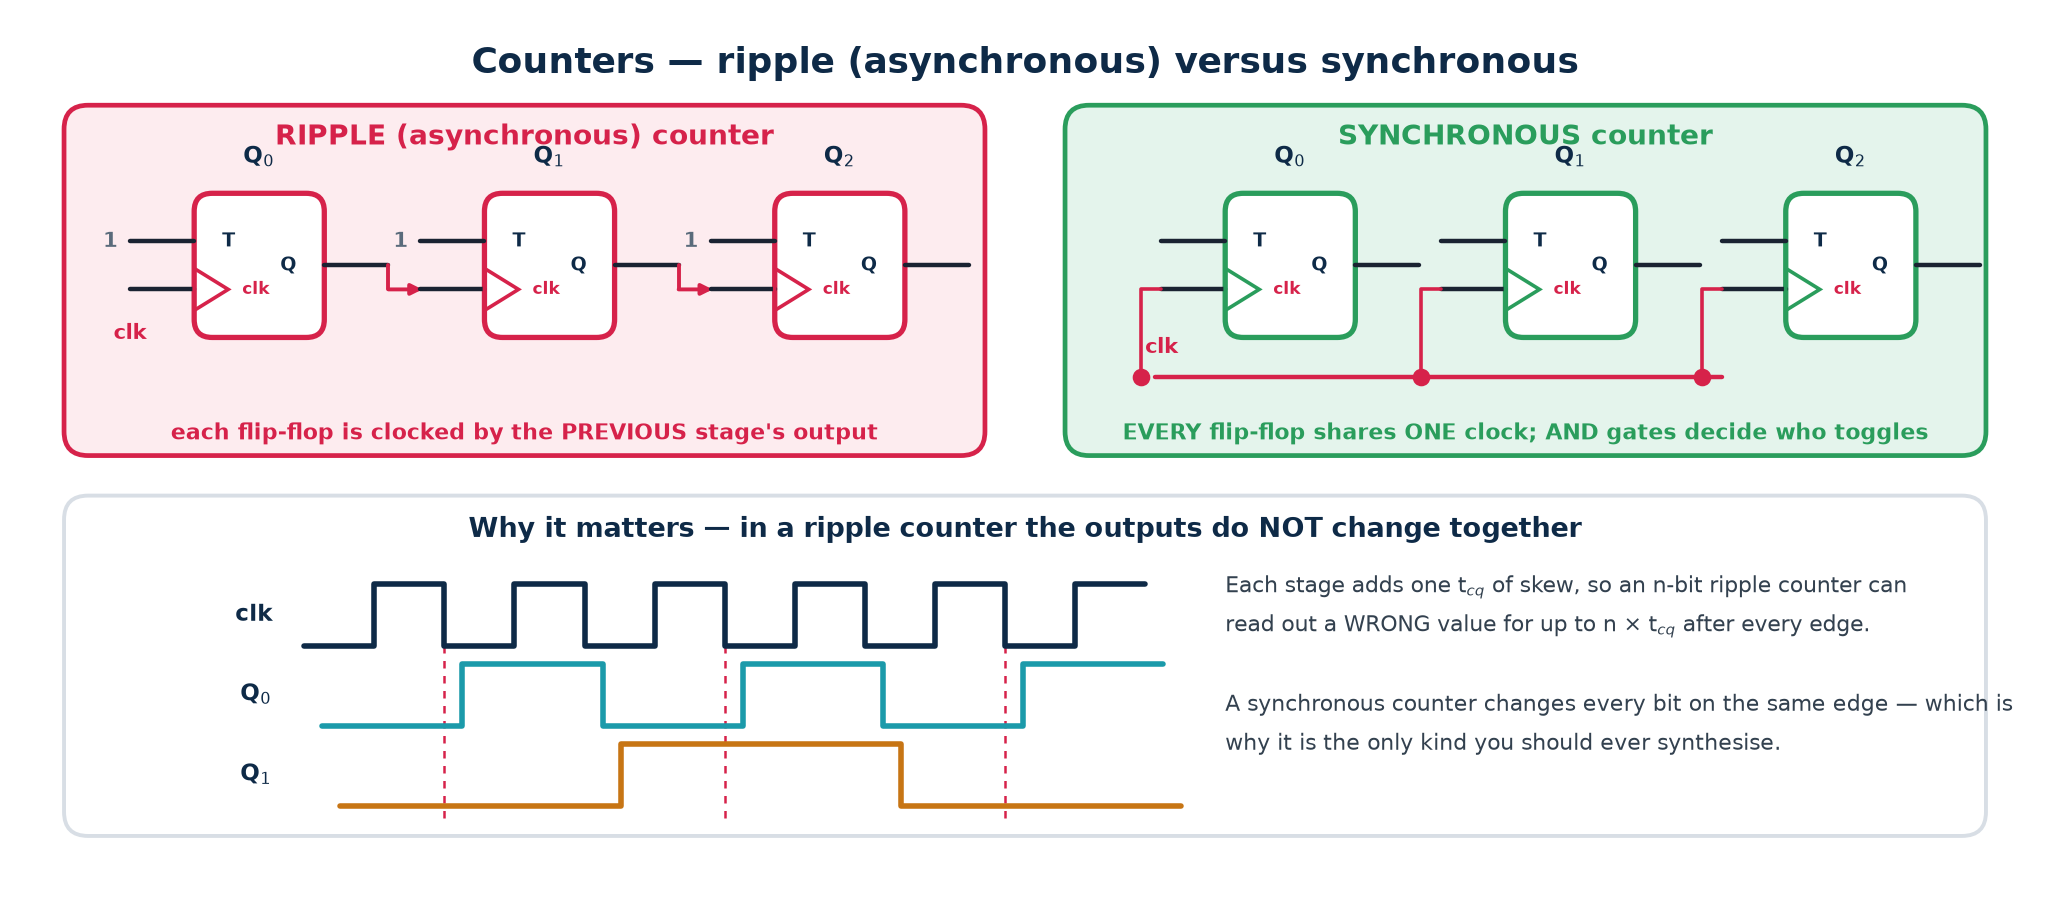 Counters — ripple (asynchronous) versus synchronous
RIPPLE (asynchronous) counter
Q₀ Q₁ Q₂
1 T Q clk
1 T Q clk
1 T Q clk
clk
each flip-flop is clocked by the PREVIOUS stage's output
SYNCHRONOUS counter
Q₀ Q₁ Q₂
T Q clk
T Q clk
T Q clk
clk
EVERY flip-flop shares ONE clock; AND gates decide who toggles
Why it matters — in a ripple counter the outputs do NOT change together
clk
Q₀
Q₁
Each stage adds one t_cq of skew, so an n-bit ripple counter can
read out a WRONG value for up to n × t_cq after every edge.
A synchronous counter changes every bit on the same edge — which is
why it is the only kind you should ever synthesise.